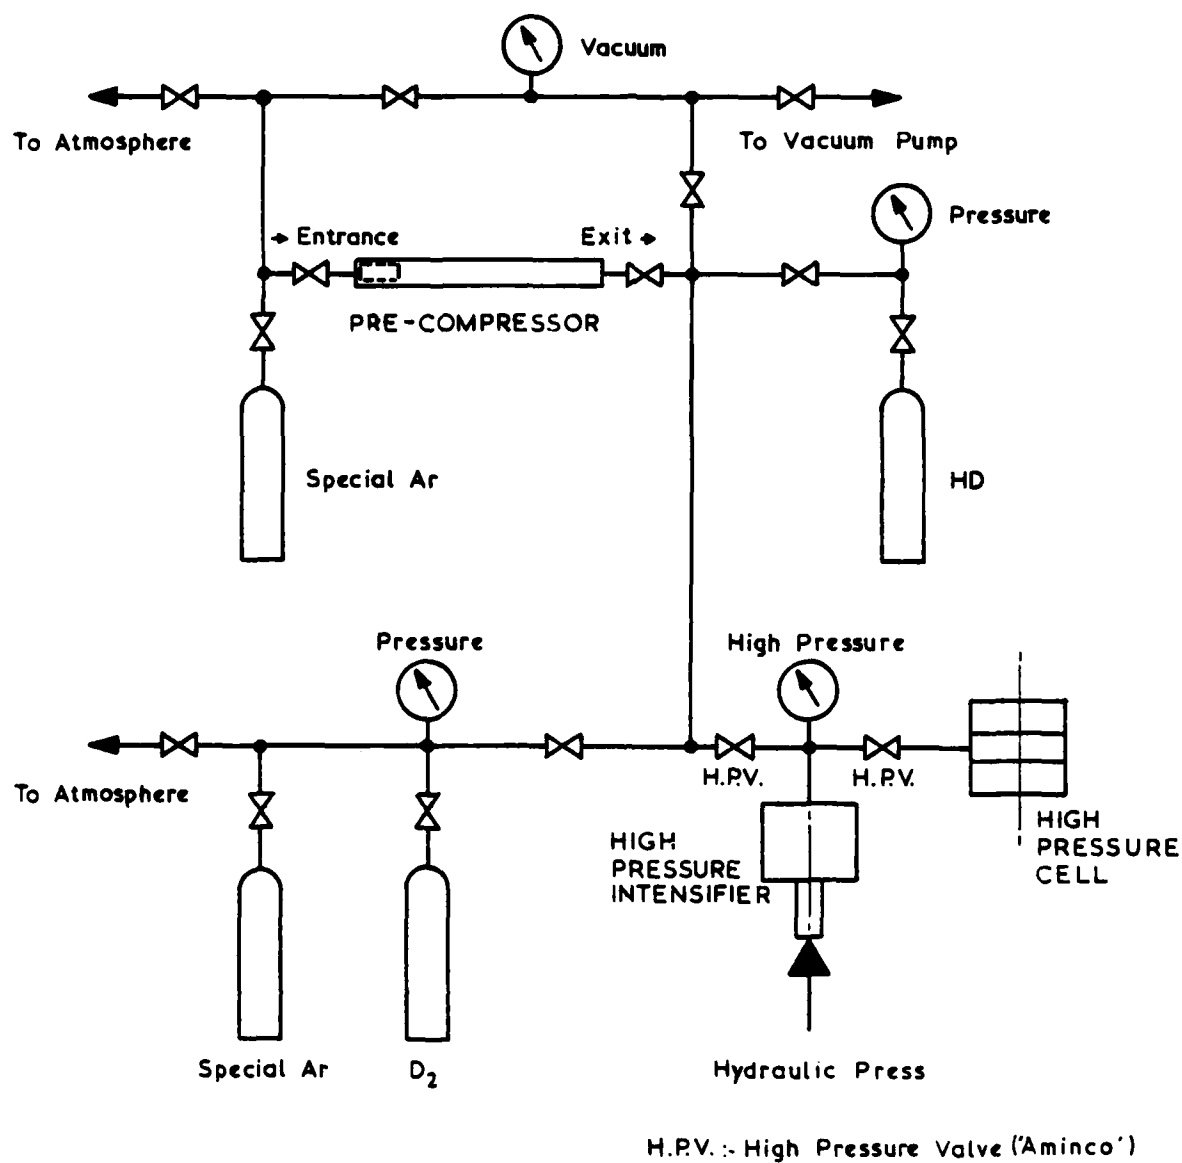 Vacuum
To Atmosphere
To Vacuum Pump
Pressure
→ Entrance
Exit →
PRE-COMPRESSOR
Special Ar
HD
Pressure
High Pressure
To Atmosphere
H.P.V.
H.P.V.
HIGH
PRESSURE
CELL
HIGH
PRESSURE
INTENSIFIER
Special Ar
D2
Hydraulic Press
H.P.V. :- High Pressure Valve ('Aminco')